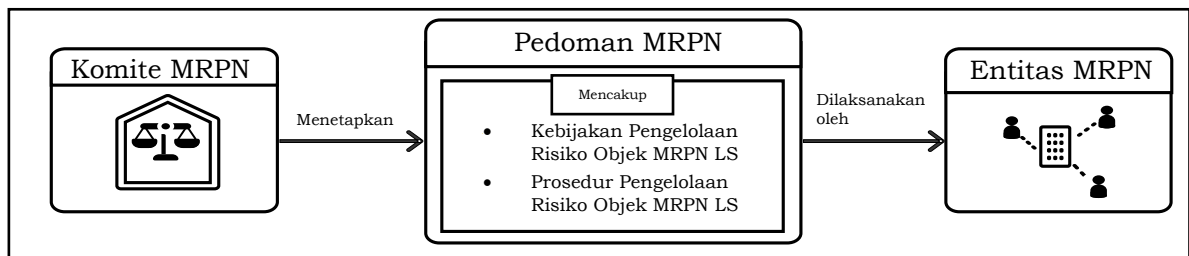 Komite MRPN
Menetapkan
Pedoman MRPN
Mencakup
• Kebijakan Pengelolaan
Risiko Objek MRPN LS
• Prosedur Pengelolaan
Risiko Objek MRPN LS
Dilaksanakan
oleh
Entitas MRPN